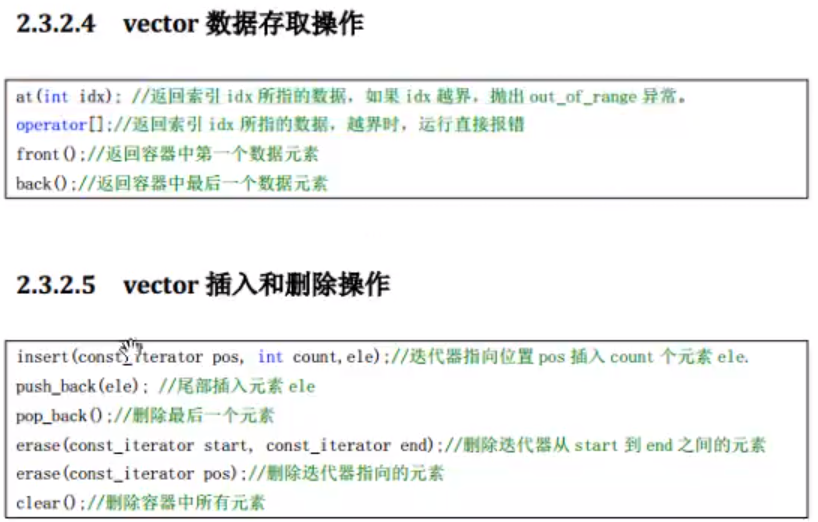 2.3.2.4 vector 数据存取操作
at(int idx); //返回索引 idx 所指的数据，如果 idx 越界，抛出 out_of_range 异常。
operator[];//返回索引 idx 所指的数据，越界时，运行直接报错
front();//返回容器中第一个数据元素
back();//返回容器中最后一个数据元素
2.3.2.5 vector 插入和删除操作
insert(const_iterator pos, int count,ele);//迭代器指向位置 pos 插入 count 个元素 ele.
push_back(ele); //尾部插入元素 ele
pop_back();//删除最后一个元素
erase(const_iterator start, const_iterator end);//删除迭代器从 start 到 end 之间的元素
erase(const_iterator pos);//删除迭代器指向的元素
clear();//删除容器中所有元素